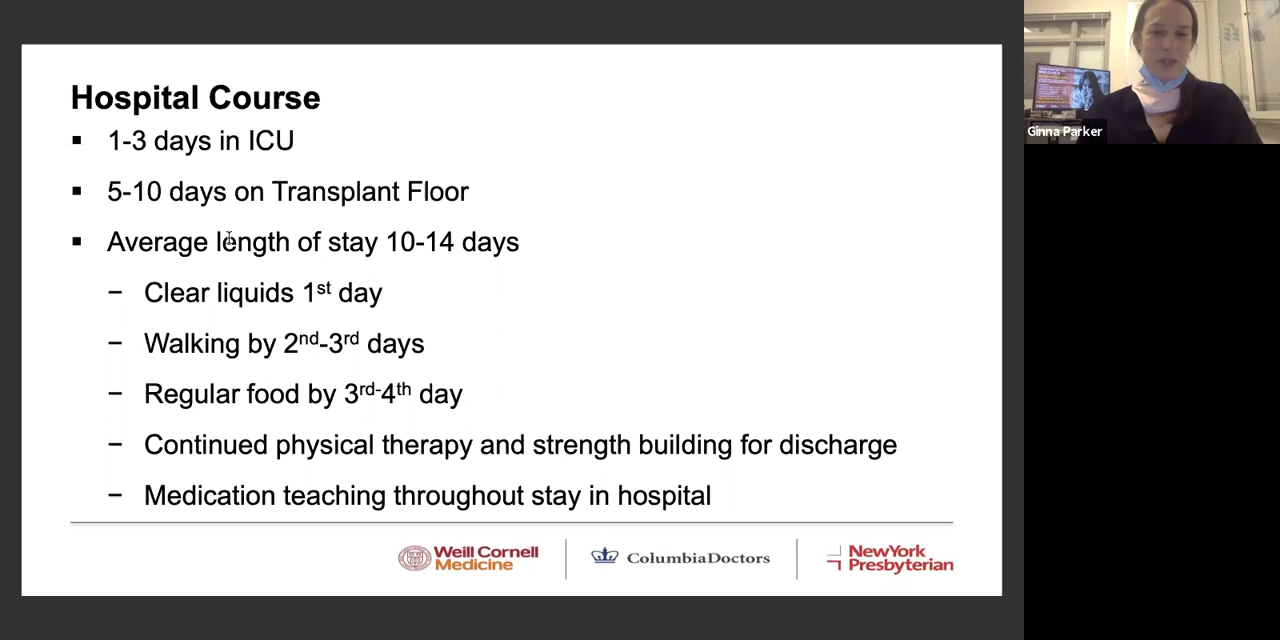 Hospital Course
▪ 1-3 days in ICU
▪ 5-10 days on Transplant Floor
▪ Average length of stay 10-14 days
− Clear liquids 1st day
− Walking by 2nd-3rd days
− Regular food by 3rd-4th day
− Continued physical therapy and strength building for discharge
− Medication teaching throughout stay in hospital
Weill Cornell
Medicine
ColumbiaDoctors
NewYork
Presbyterian
Ginna Parker